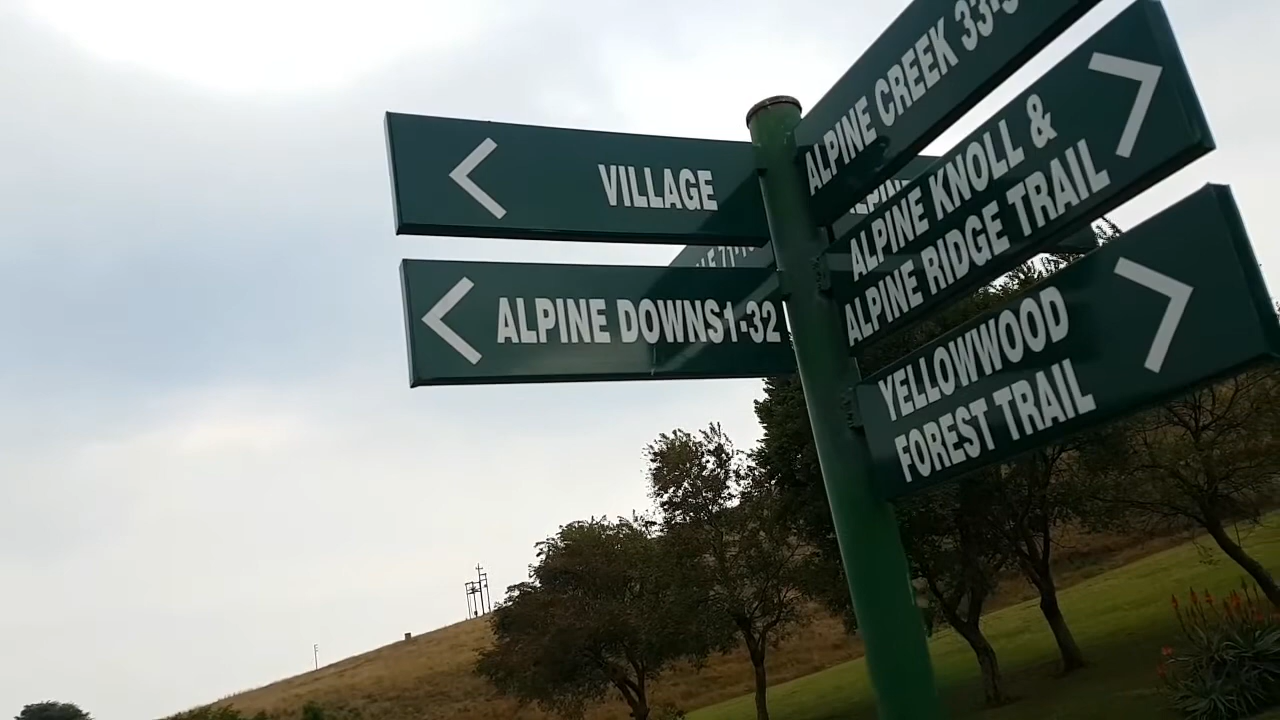 VILLAGE
ALPINE DOWNS1-32
ALPINE CREEK
ALPINE KNOLL &
ALPINE RIDGE TRAIL
YELLOWWOOD
FOREST TRAIL